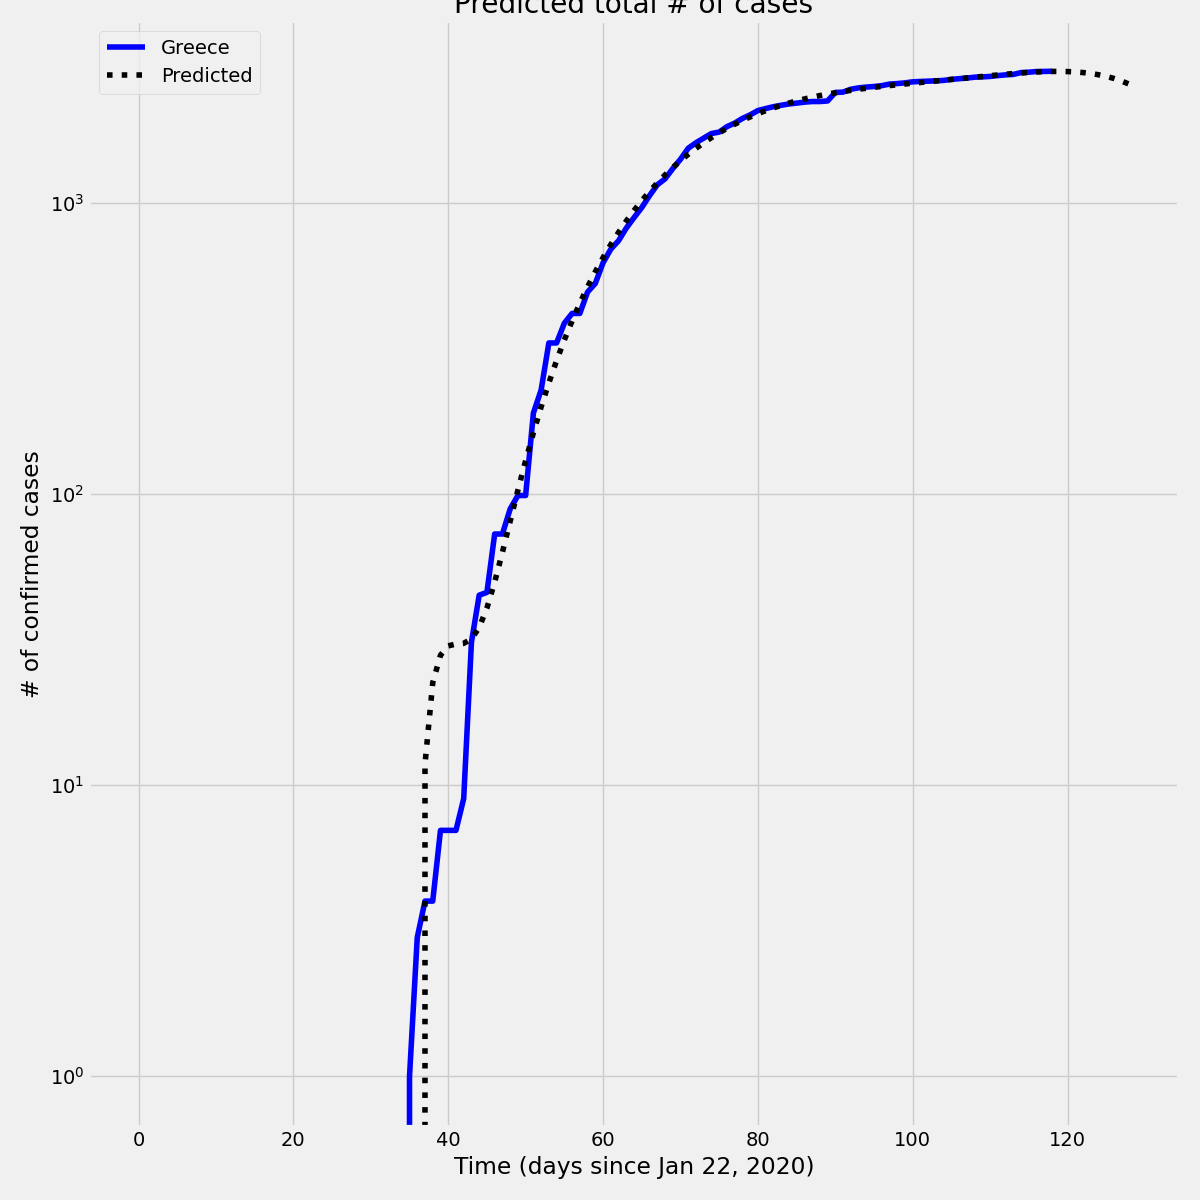 Predicted total # of cases
Greece
Predicted
# of confirmed cases
10³
10²
10¹
10⁰
0 20 40 60 80 100 120
Time (days since Jan 22, 2020)